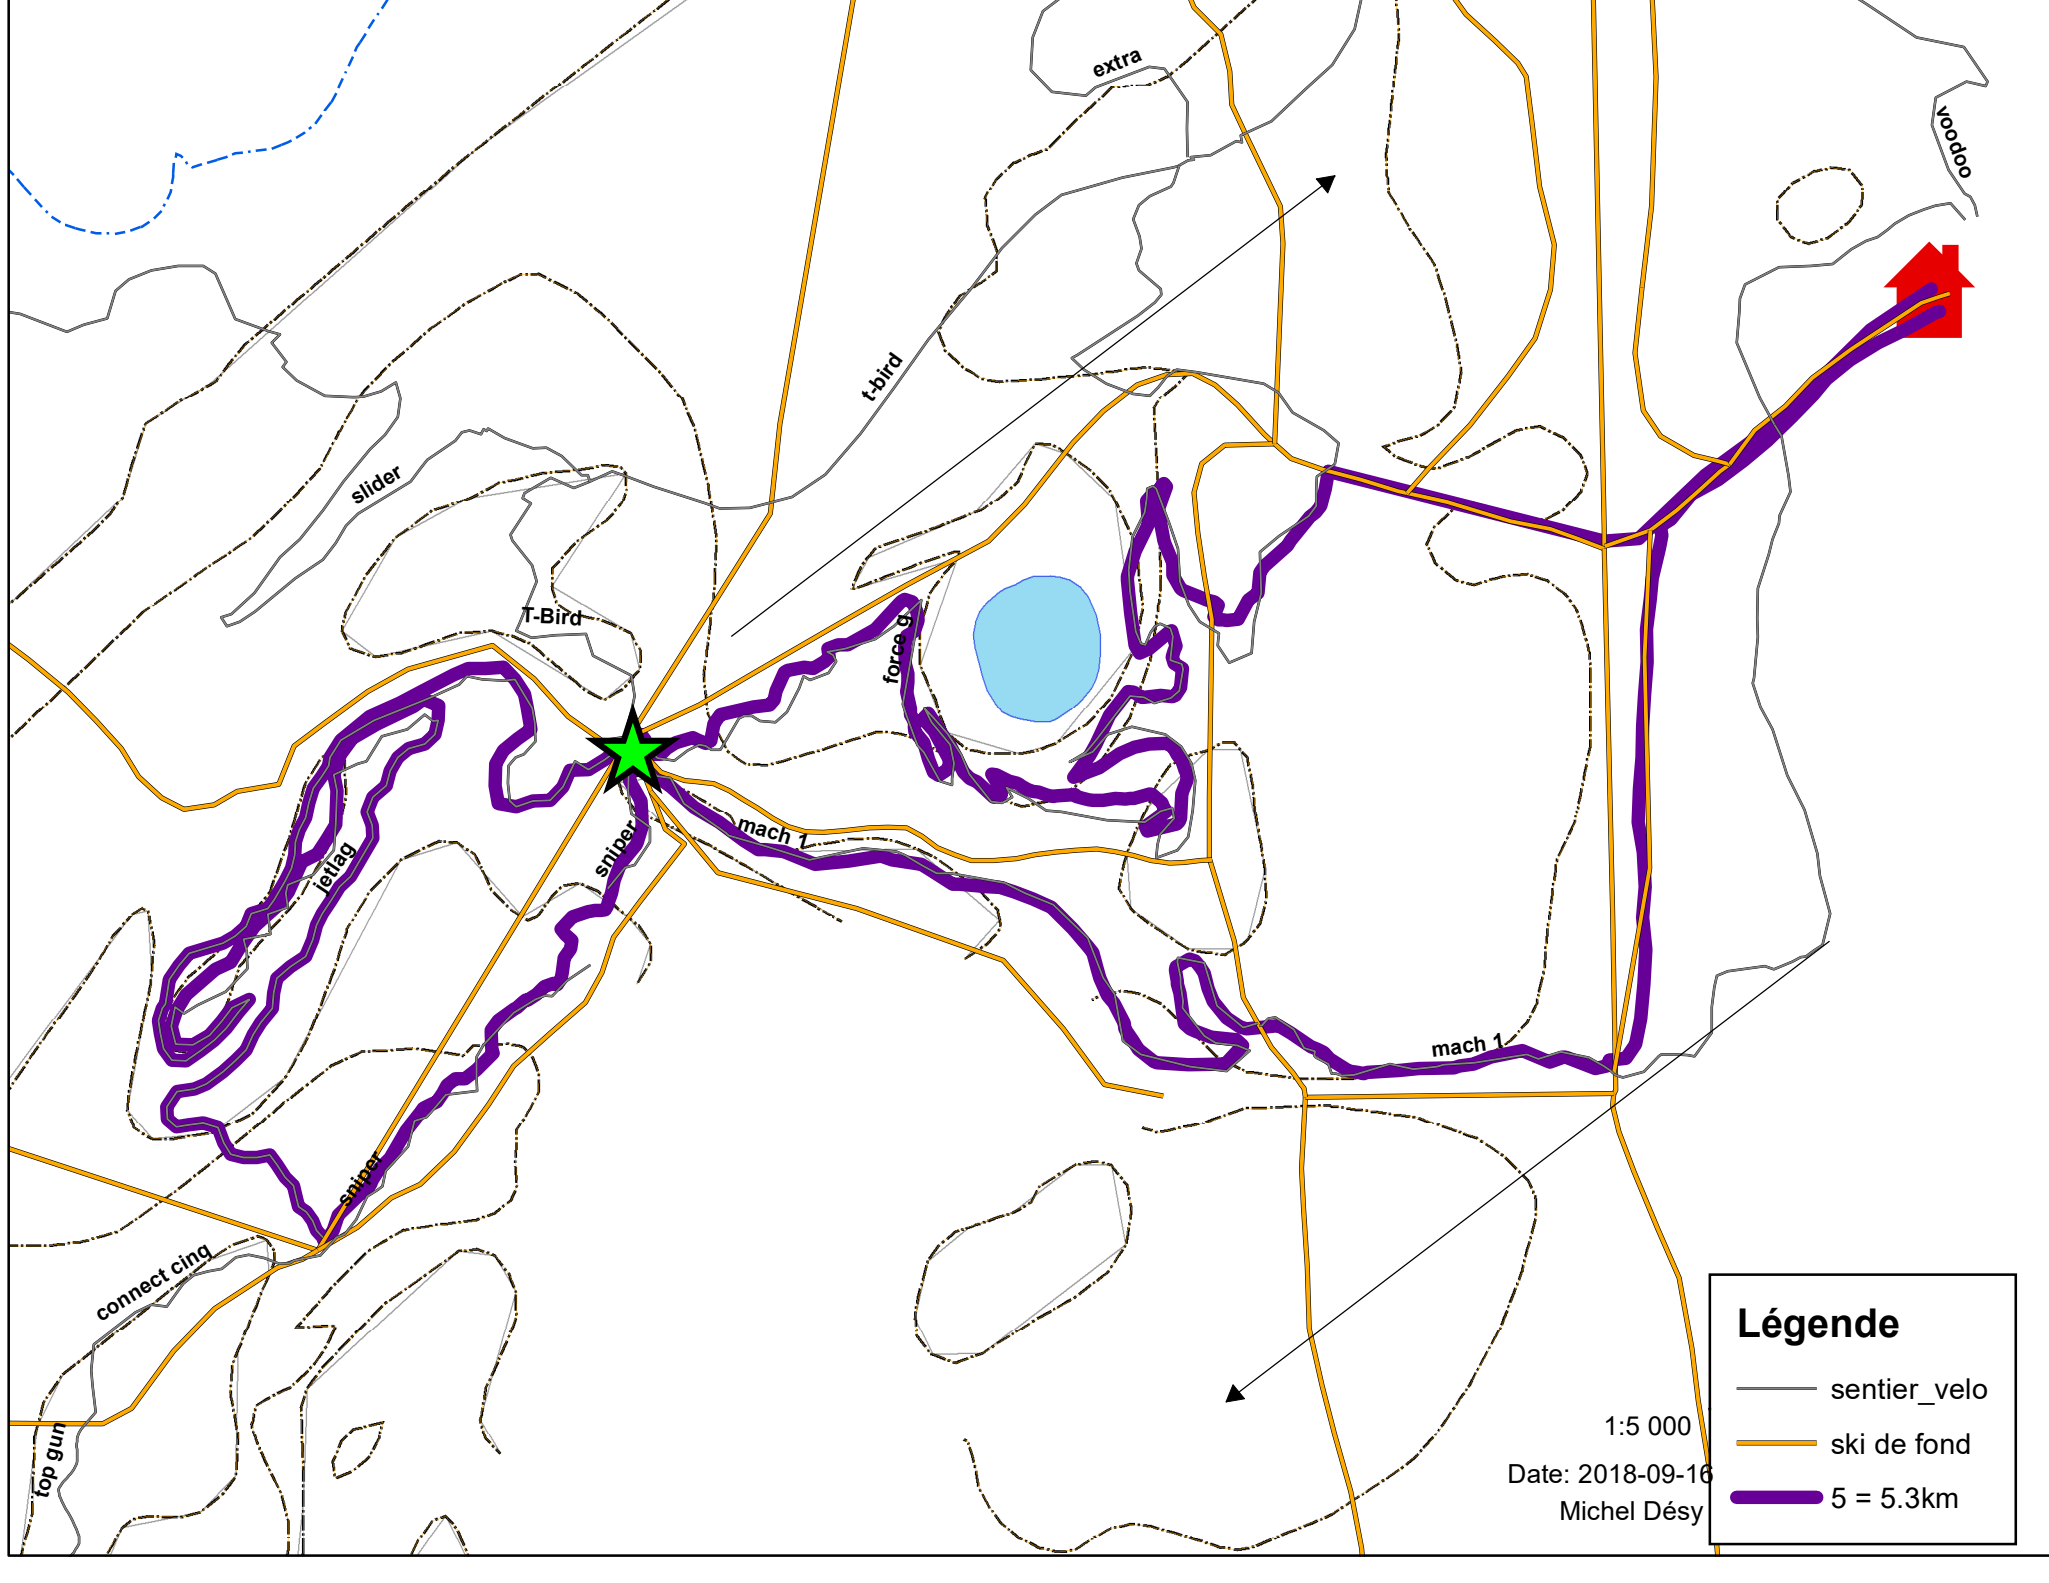 extra
voodoo
t-bird
slider
T-Bird
force g
mach 1
sniper
jetlag
mach 1
sniper
connect cinq
top gun
Légende
sentier_velo
1:5 000
ski de fond
Date: 2018-09-16
5 = 5.3km
Michel Désy